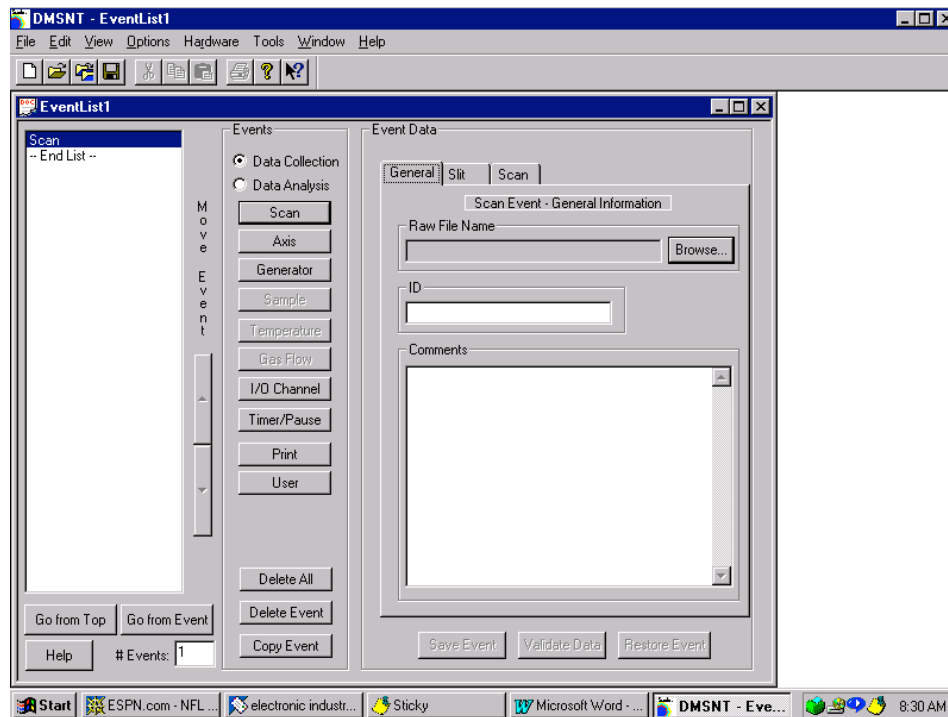 DMSNT - EventList1
File Edit View Options Hardware Tools Window Help
EventList1
Scan
-- End List --
Move Event
Go from Top
Go from Event
Help
# Events: 1
Events
Data Collection
Data Analysis
Scan
Axis
Generator
Sample
Temperature
Gas Flow
I/O Channel
Timer/Pause
Print
User
Delete All
Delete Event
Copy Event
Event Data
General Slit Scan
Scan Event - General Information
Raw File Name
Browse...
ID
Comments
Save Event Validate Data Restore Event
Start ESPN.com - NFL ... electronic industr... Sticky Microsoft Word - ... DMSNT - Eve... 8:30 AM